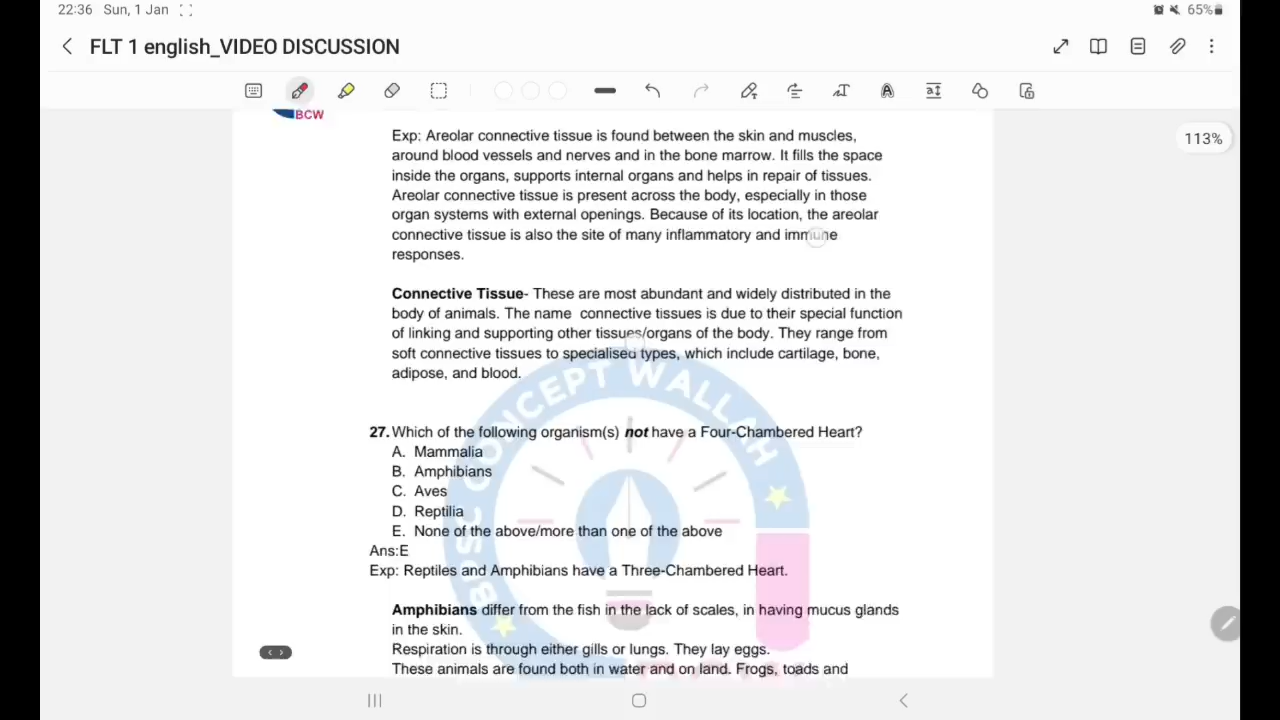 22:36 Sun, 1 Jan
65%
FLT 1 english_VIDEO DISCUSSION
113%
BCW
Exp: Areolar connective tissue is found between the skin and muscles,
around blood vessels and nerves and in the bone marrow. It fills the space
inside the organs, supports internal organs and helps in repair of tissues.
Areolar connective tissue is present across the body, especially in those
organ systems with external openings. Because of its location, the areolar
connective tissue is also the site of many inflammatory and immune
responses.
Connective Tissue- These are most abundant and widely distributed in the
body of animals. The name connective tissues is due to their special function
of linking and supporting other tissues/organs of the body. They range from
soft connective tissues to specialised types, which include cartilage, bone,
adipose, and blood.
BPSC CONCEPT WALLAH
27. Which of the following organism(s) not have a Four-Chambered Heart?
A. Mammalia
B. Amphibians
C. Aves
D. Reptilia
E. None of the above/more than one of the above
Ans:E
Exp: Reptiles and Amphibians have a Three-Chambered Heart.
Amphibians differ from the fish in the lack of scales, in having mucus glands
in the skin.
Respiration is through either gills or lungs. They lay eggs.
These animals are found both in water and on land. Frogs, toads and